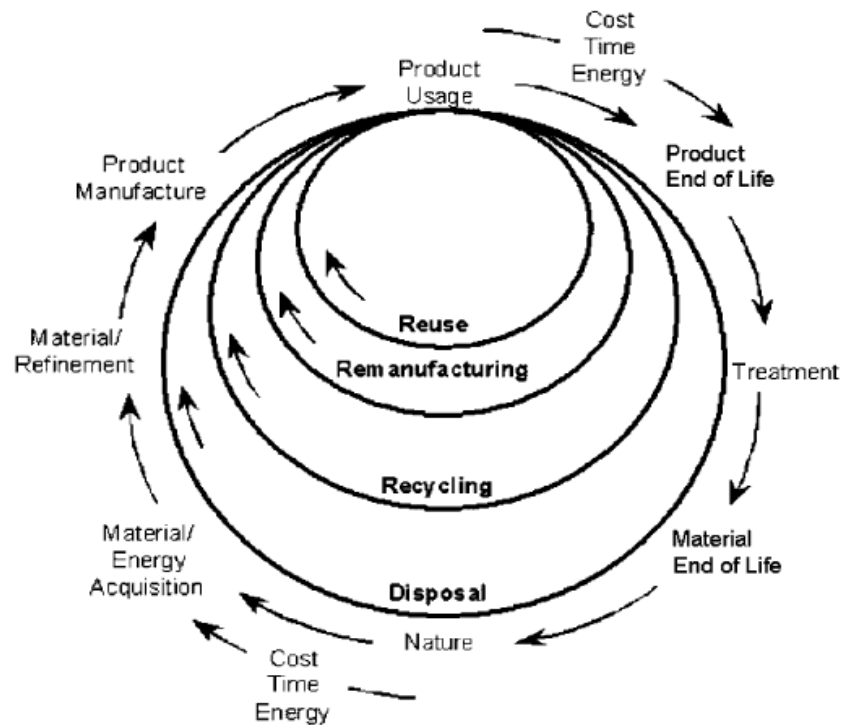 Cost
Time
Energy
Product
Usage
Product
End of Life
Product
Manufacture
Reuse
Material/
Refinement
Remanufacturing
Treatment
Recycling
Material/
Energy
Acquisition
Material
End of Life
Disposal
Nature
Cost
Time
Energy